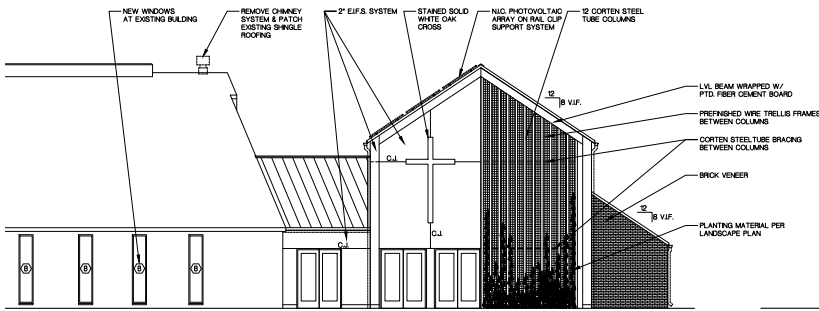 NEW WINDOWS
AT EXISTING BUILDING
REMOVE CHIMNEY
SYSTEM & PATCH
EXISTING SHINGLE
ROOFING
2" E.I.F.S. SYSTEM
STAINED SOLID
WHITE OAK
CROSS
N.I.C. PHOTOVOLTAIC
ARRAY ON RAIL CLIP
SUPPORT SYSTEM
12 CORTEN STEEL
TUBE COLUMNS
LVL BEAM WRAPPED W/
PTD. FIBER CEMENT BOARD
12
8 V.I.F.
PREFINISHED WIRE TRELLIS FRAMES
BETWEEN COLUMNS
CORTEN STEELTUBE BRACING
BETWEEN COLUMNS
C.J.
BRICK VENEER
12
8 V.I.F.
PLANTING MATERIAL PER
LANDSCAPE PLAN
C.J.
C.J.
B
B
B
B